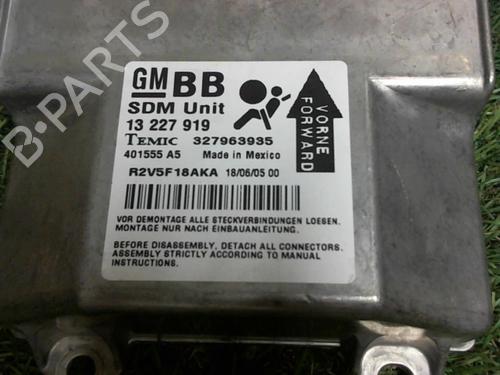 B-PARTS
GM BB
SDM Unit
13 227 919
TEMIC 327963935
401555 A5 Made in Mexico
R2V5F18AKA 18/06/05 00
VORNE
FORWARD
VOR DEMONTAGE ALLE STECKVERBINDUNGEN LOESEN.
MONTAGE NUR NACH EINBAUANLEITUNG.
BEFORE DISASSEMBLY, DETACH ALL CONNECTORS.
ASSEMBLY STRICTLY ACCORDING TO MANUAL
INSTRUCTIONS.